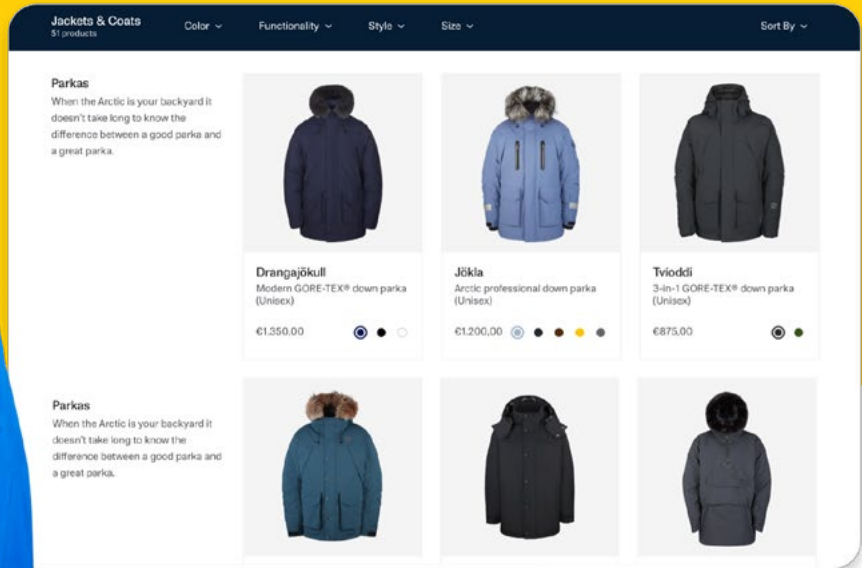 Jackets & Coats
51 products
Color
Functionality
Style
Size
Sort By
Parkas
When the Arctic is your backyard it
doesn't take long to know the
difference between a good parka and
a great parka.
Drangajökull
Modern GORE-TEX® down parka
(Unisex)
€1.350,00
Jökla
Arctic professional down parka
(Unisex)
€1.200,00
Tvíoddi
3-in-1 GORE-TEX® down parka
(Unisex)
€875,00
Parkas
When the Arctic is your backyard it
doesn't take long to know the
difference between a good parka and
a great parka.